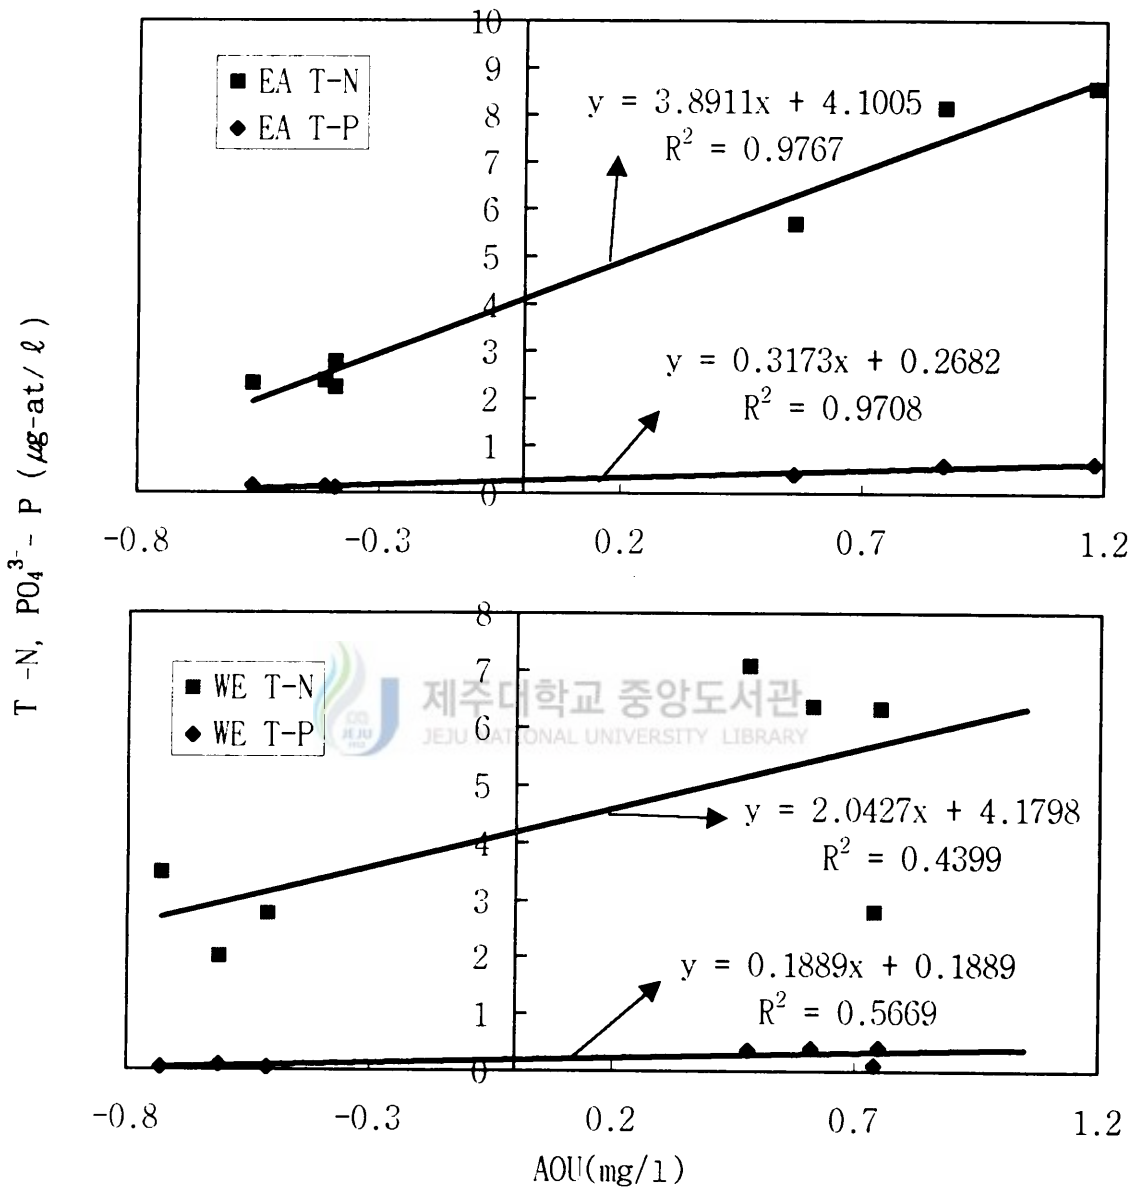 T -N, PO₄³⁻- P (㎍-at/ ℓ)
10
9
8
7
6
5
4
3
2
1
0
EA T-N
EA T-P
y = 3.8911x + 4.1005
R² = 0.9767
y = 0.3173x + 0.2682
R² = 0.9708
-0.8 -0.3 0.2 0.7 1.2
8
7
6
5
4
3
2
1
0
WE T-N
WE T-P
제주대학교 중앙도서관
JEJU NATIONAL UNIVERSITY LIBRARY
JEJU
1952
y = 2.0427x + 4.1798
R² = 0.4399
y = 0.1889x + 0.1889
R² = 0.5669
-0.8 -0.3 0.2 0.7 1.2
AOU(mg/l)